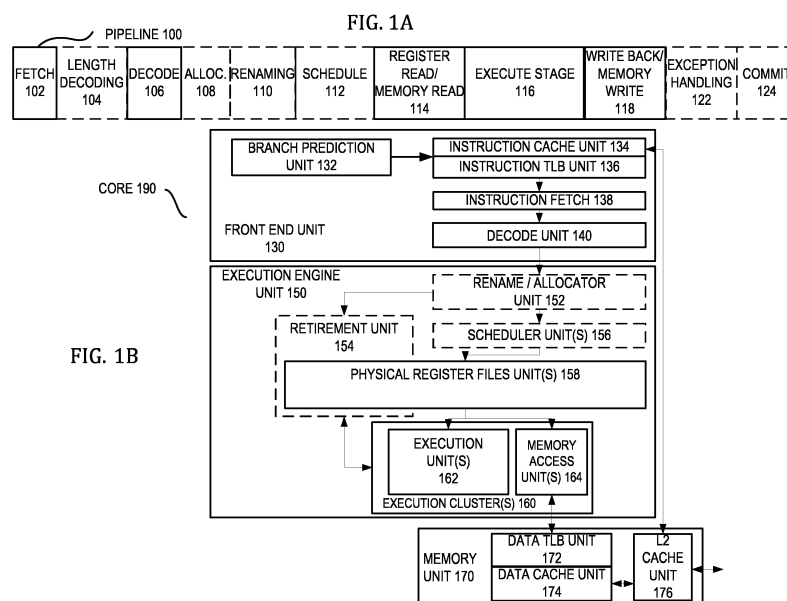 FIG. 1A
PIPELINE 100
FETCH
102
LENGTH
DECODING
104
DECODE
106
ALLOC.
108
RENAMING
110
SCHEDULE
112
REGISTER
READ/
MEMORY READ
114
EXECUTE STAGE
116
WRITE BACK/
MEMORY
WRITE
118
EXCEPTION
HANDLING
122
COMMIT
124
BRANCH PREDICTION
UNIT 132
INSTRUCTION CACHE UNIT 134
INSTRUCTION TLB UNIT 136
CORE 190
INSTRUCTION FETCH 138
FRONT END UNIT
130
DECODE UNIT 140
EXECUTION ENGINE
UNIT 150
RENAME / ALLOCATOR
UNIT 152
RETIREMENT UNIT
154
SCHEDULER UNIT(S) 156
FIG. 1B
PHYSICAL REGISTER FILES UNIT(S) 158
EXECUTION
UNIT(S)
162
MEMORY
ACCESS
UNIT(S) 164
EXECUTION CLUSTER(S) 160
MEMORY
UNIT 170
DATA TLB UNIT
172
DATA CACHE UNIT
174
L2
CACHE
UNIT
176